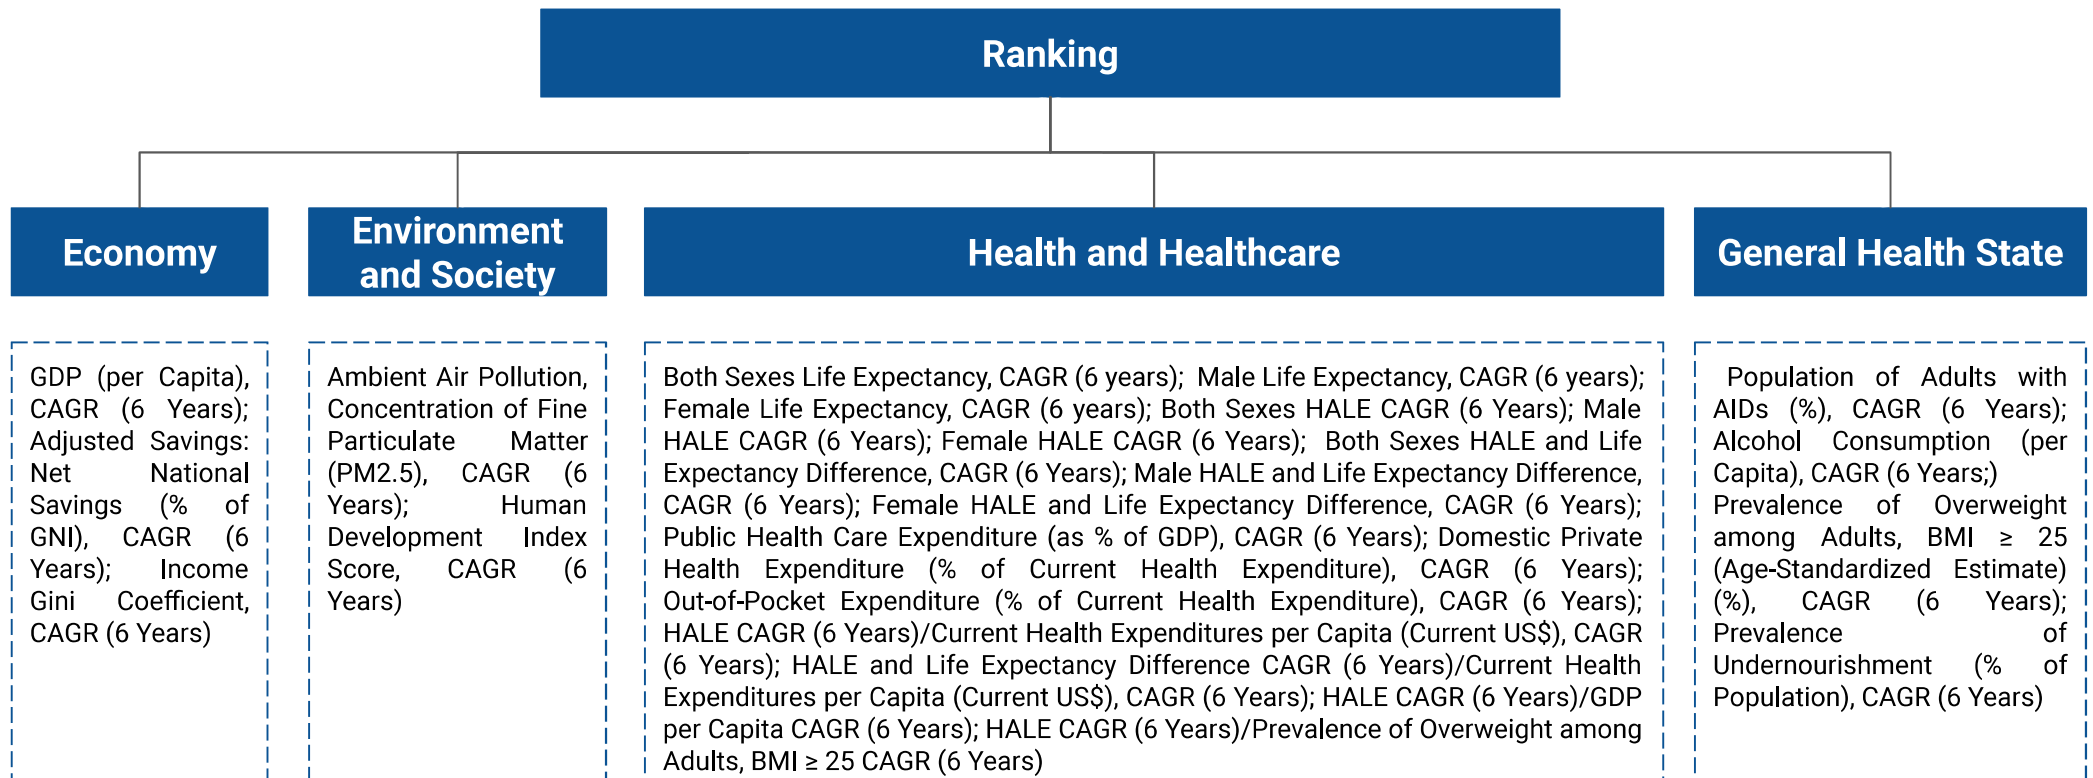 Ranking
Economy
GDP (per Capita),
CAGR (6 Years);
Adjusted Savings:
Net National
Savings (% of
GNI), CAGR (6
Years); Income
Gini Coefficient,
CAGR (6 Years)
Environment
and Society
Ambient Air Pollution,
Concentration of Fine
Particulate Matter
(PM2.5), CAGR (6
Years); Human
Development Index
Score, CAGR (6
Years)
Health and Healthcare
Both Sexes Life Expectancy, CAGR (6 years); Male Life Expectancy, CAGR (6 years);
Female Life Expectancy, CAGR (6 years); Both Sexes HALE CAGR (6 Years); Male
HALE CAGR (6 Years); Female HALE CAGR (6 Years); Both Sexes HALE and Life
Expectancy Difference, CAGR (6 Years); Male HALE and Life Expectancy Difference,
CAGR (6 Years); Female HALE and Life Expectancy Difference, CAGR (6 Years);
Public Health Care Expenditure (as % of GDP), CAGR (6 Years); Domestic Private
Health Expenditure (% of Current Health Expenditure), CAGR (6 Years);
Out-of-Pocket Expenditure (% of Current Health Expenditure), CAGR (6 Years);
HALE CAGR (6 Years)/Current Health Expenditures per Capita (Current US$), CAGR
(6 Years); HALE and Life Expectancy Difference CAGR (6 Years)/Current Health
Expenditures per Capita (Current US$), CAGR (6 Years); HALE CAGR (6 Years)/GDP
per Capita CAGR (6 Years); HALE CAGR (6 Years)/Prevalence of Overweight among
Adults, BMI ≥ 25 CAGR (6 Years)
General Health State
Population of Adults with
AIDs (%), CAGR (6 Years);
Alcohol Consumption (per
Capita), CAGR (6 Years;)
Prevalence of Overweight
among Adults, BMI ≥ 25
(Age-Standardized Estimate)
(%), CAGR (6 Years);
Prevalence of
Undernourishment (% of
Population), CAGR (6 Years)